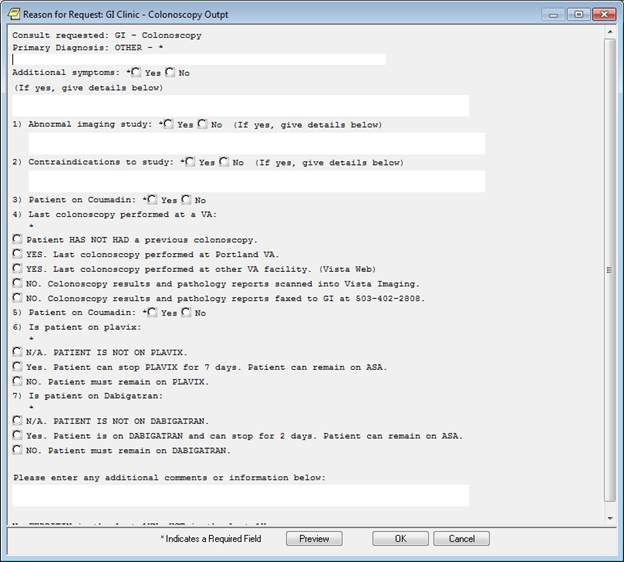 Reason for Request: GI Clinic - Colonoscopy Outpt
Consult requested: GI - Colonoscopy
Primary Diagnosis: OTHER - *
Additional symptoms: * Yes No
(If yes, give details below)
1) Abnormal imaging study: * Yes No (If yes, give details below)
2) Contraindications to study: * Yes No (If yes, give details below)
3) Patient on Coumadin: * Yes No
4) Last colonoscopy performed at a VA:
*
Patient HAS NOT HAD a previous colonoscopy.
YES. Last colonoscopy performed at Portland VA.
YES. Last colonoscopy performed at other VA facility. (Vista Web)
NO. Colonoscopy results and pathology reports scanned into Vista Imaging.
NO. Colonoscopy results and pathology reports faxed to GI at 503-402-2808.
5) Patient on Coumadin: * Yes No
6) Is patient on plavix:
*
N/A. PATIENT IS NOT ON PLAVIX.
Yes. Patient can stop PLAVIX for 7 days. Patient can remain on ASA.
NO. Patient must remain on PLAVIX.
7) Is patient on Dabigatran:
*
N/A. PATIENT IS NOT ON DABIGATRAN.
Yes. Patient is on DABIGATRAN and can stop for 2 days. Patient can remain on ASA.
NO. Patient must remain on DABIGATRAN.
Please enter any additional comments or information below:
* Indicates a Required Field Preview OK Cancel